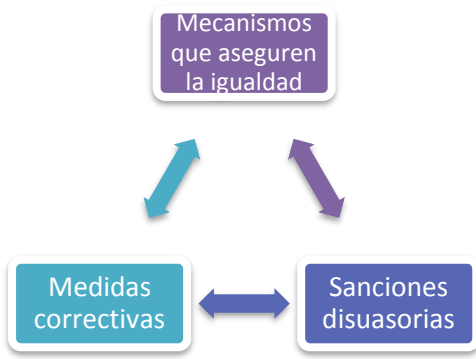 Mecanismos
que aseguren
la igualdad
Medidas
correctivas
Sanciones
disuasorias